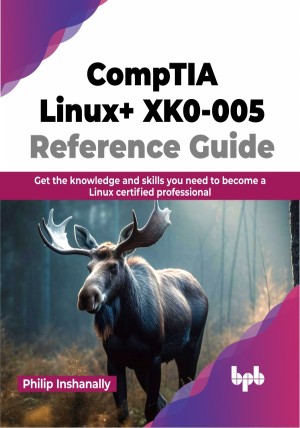 CompTIA
Linux+ XK0-005
Reference Guide
Get the knowledge and skills you need to become a
Linux certified professional
Philip Inshanally
bpb